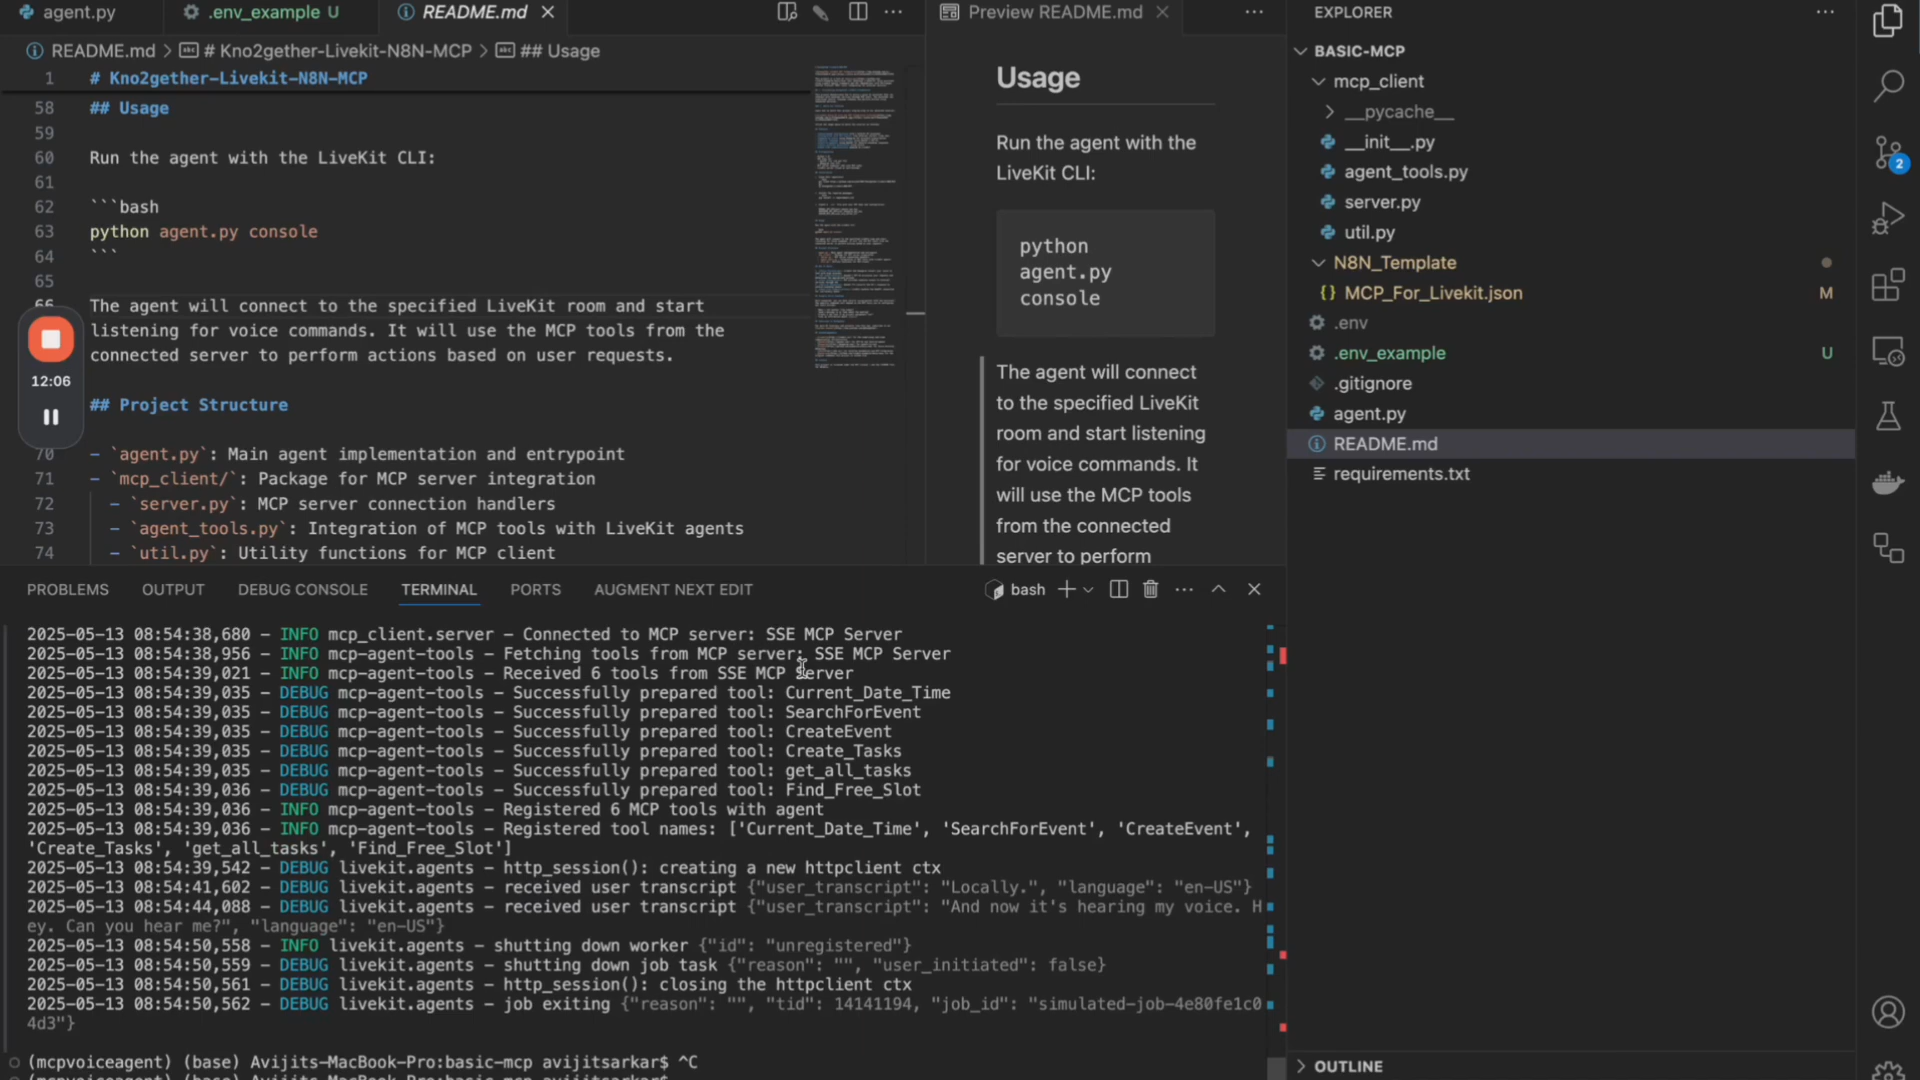 agent.py
.env_example U
README.md
README.md > # Kno2gether-Livekit-N8N-MCP > ## Usage
1 # Kno2gether-Livekit-N8N-MCP
58 ## Usage
59
60 Run the agent with the LiveKit CLI:
61
62 ```bash
63 python agent.py console
64 ```
65
66 The agent will connect to the specified LiveKit room and start
listening for voice commands. It will use the MCP tools from the
connected server to perform actions based on user requests.
## Project Structure
70 - `agent.py`: Main agent implementation and entrypoint
71 - `mcp_client/`: Package for MCP server integration
72 - `server.py`: MCP server connection handlers
73 - `agent_tools.py`: Integration of MCP tools with LiveKit agents
74 - `util.py`: Utility functions for MCP client
12:06
Preview README.md
Usage
Run the agent with the
LiveKit CLI:
python
agent.py
console
The agent will connect
to the specified LiveKit
room and start listening
for voice commands. It
will use the MCP tools
from the connected
server to perform
EXPLORER
BASIC-MCP
mcp_client
__pycache__
__init__.py
agent_tools.py
server.py
util.py
N8N_Template
{} MCP_For_Livekit.json M
.env
.env_example U
.gitignore
agent.py
README.md
requirements.txt
OUTLINE
2
PROBLEMS OUTPUT DEBUG CONSOLE TERMINAL PORTS AUGMENT NEXT EDIT
bash
2025-05-13 08:54:38,680 - INFO mcp_client.server - Connected to MCP server: SSE MCP Server
2025-05-13 08:54:38,956 - INFO mcp-agent-tools - Fetching tools from MCP server: SSE MCP Server
2025-05-13 08:54:39,021 - INFO mcp-agent-tools - Received 6 tools from SSE MCP Server
2025-05-13 08:54:39,035 - DEBUG mcp-agent-tools - Successfully prepared tool: Current_Date_Time
2025-05-13 08:54:39,035 - DEBUG mcp-agent-tools - Successfully prepared tool: SearchForEvent
2025-05-13 08:54:39,035 - DEBUG mcp-agent-tools - Successfully prepared tool: CreateEvent
2025-05-13 08:54:39,035 - DEBUG mcp-agent-tools - Successfully prepared tool: Create_Tasks
2025-05-13 08:54:39,035 - DEBUG mcp-agent-tools - Successfully prepared tool: get_all_tasks
2025-05-13 08:54:39,036 - DEBUG mcp-agent-tools - Successfully prepared tool: Find_Free_Slot
2025-05-13 08:54:39,036 - INFO mcp-agent-tools - Registered 6 MCP tools with agent
2025-05-13 08:54:39,036 - INFO mcp-agent-tools - Registered tool names: ['Current_Date_Time', 'SearchForEvent', 'CreateEvent',
'Create_Tasks', 'get_all_tasks', 'Find_Free_Slot']
2025-05-13 08:54:39,542 - DEBUG livekit.agents - http_session(): creating a new httpclient ctx
2025-05-13 08:54:41,602 - DEBUG livekit.agents - received user transcript {"user_transcript": "Locally.", "language": "en-US"}
2025-05-13 08:54:44,088 - DEBUG livekit.agents - received user transcript {"user_transcript": "And now it's hearing my voice. H
ey. Can you hear me?", "language": "en-US"}
2025-05-13 08:54:50,558 - INFO livekit.agents - shutting down worker {"id": "unregistered"}
2025-05-13 08:54:50,559 - DEBUG livekit.agents - shutting down job task {"reason": "", "user_initiated": false}
2025-05-13 08:54:50,561 - DEBUG livekit.agents - http_session(): closing the httpclient ctx
2025-05-13 08:54:50,562 - DEBUG livekit.agents - job exiting {"reason": "", "tid": 14141194, "job_id": "simulated-job-4e80fe1c0
4d3"}
(mcpvoiceagent) (base) Avijits-MacBook-Pro:basic-mcp avijitsarkar$ ^C
(mcpvoiceagent) (base) Avijits-MacBook-Pro:basic-mcp avijitsarkar$